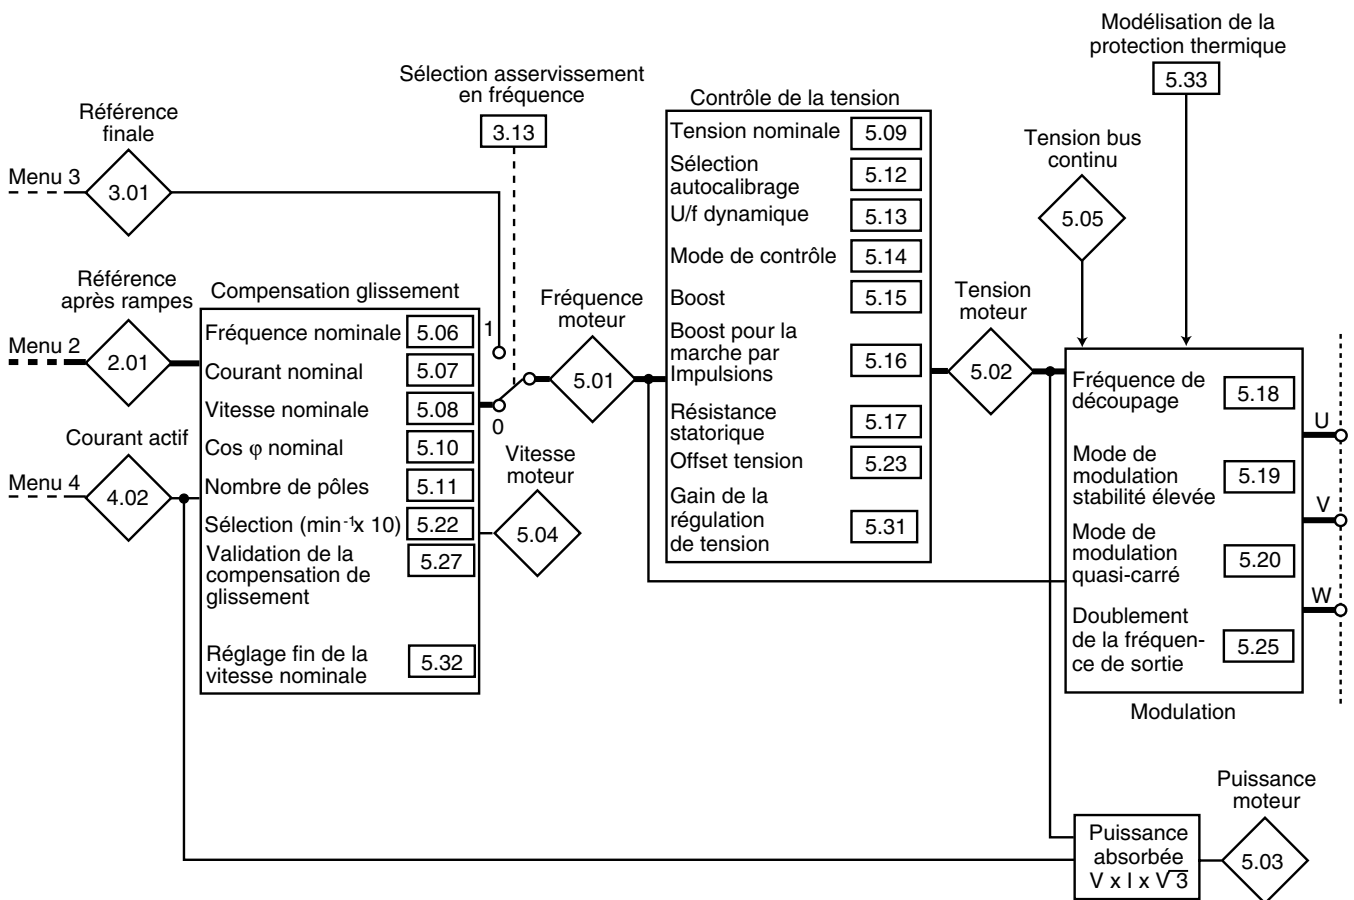 Modélisation de la
protection thermique
5.33
Sélection asservissement
en fréquence
3.13
Référence
finale
Menu 3
3.01
Contrôle de la tension
Tension nominale 5.09
Sélection
autocalibrage 5.12
U/f dynamique 5.13
Mode de contrôle 5.14
Boost 5.15
Boost pour la
marche par
Impulsions 5.16
Résistance
statorique 5.17
Offset tension 5.23
Gain de la
régulation
de tension 5.31
Tension bus
continu
5.05
Référence
après rampes
Menu 2
2.01
Compensation glissement
Fréquence nominale 5.06
Courant nominal 5.07
Vitesse nominale 5.08
Cos φ nominal 5.10
Nombre de pôles 5.11
Sélection (min⁻¹x 10) 5.22
Validation de la
compensation de
glissement 5.27
Réglage fin de la
vitesse nominale 5.32
1
0
Fréquence
moteur
5.01
Vitesse
moteur
5.04
Courant actif
Menu 4
4.02
Tension
moteur
5.02
Fréquence de
découpage 5.18
Mode de
modulation
stabilité élevée 5.19
Mode de
modulation
quasi-carré 5.20
Doublement
de la fréquen-
ce de sortie 5.25
Modulation
U
V
W
Puissance
absorbée
V x I x √3
Puissance
moteur
5.03